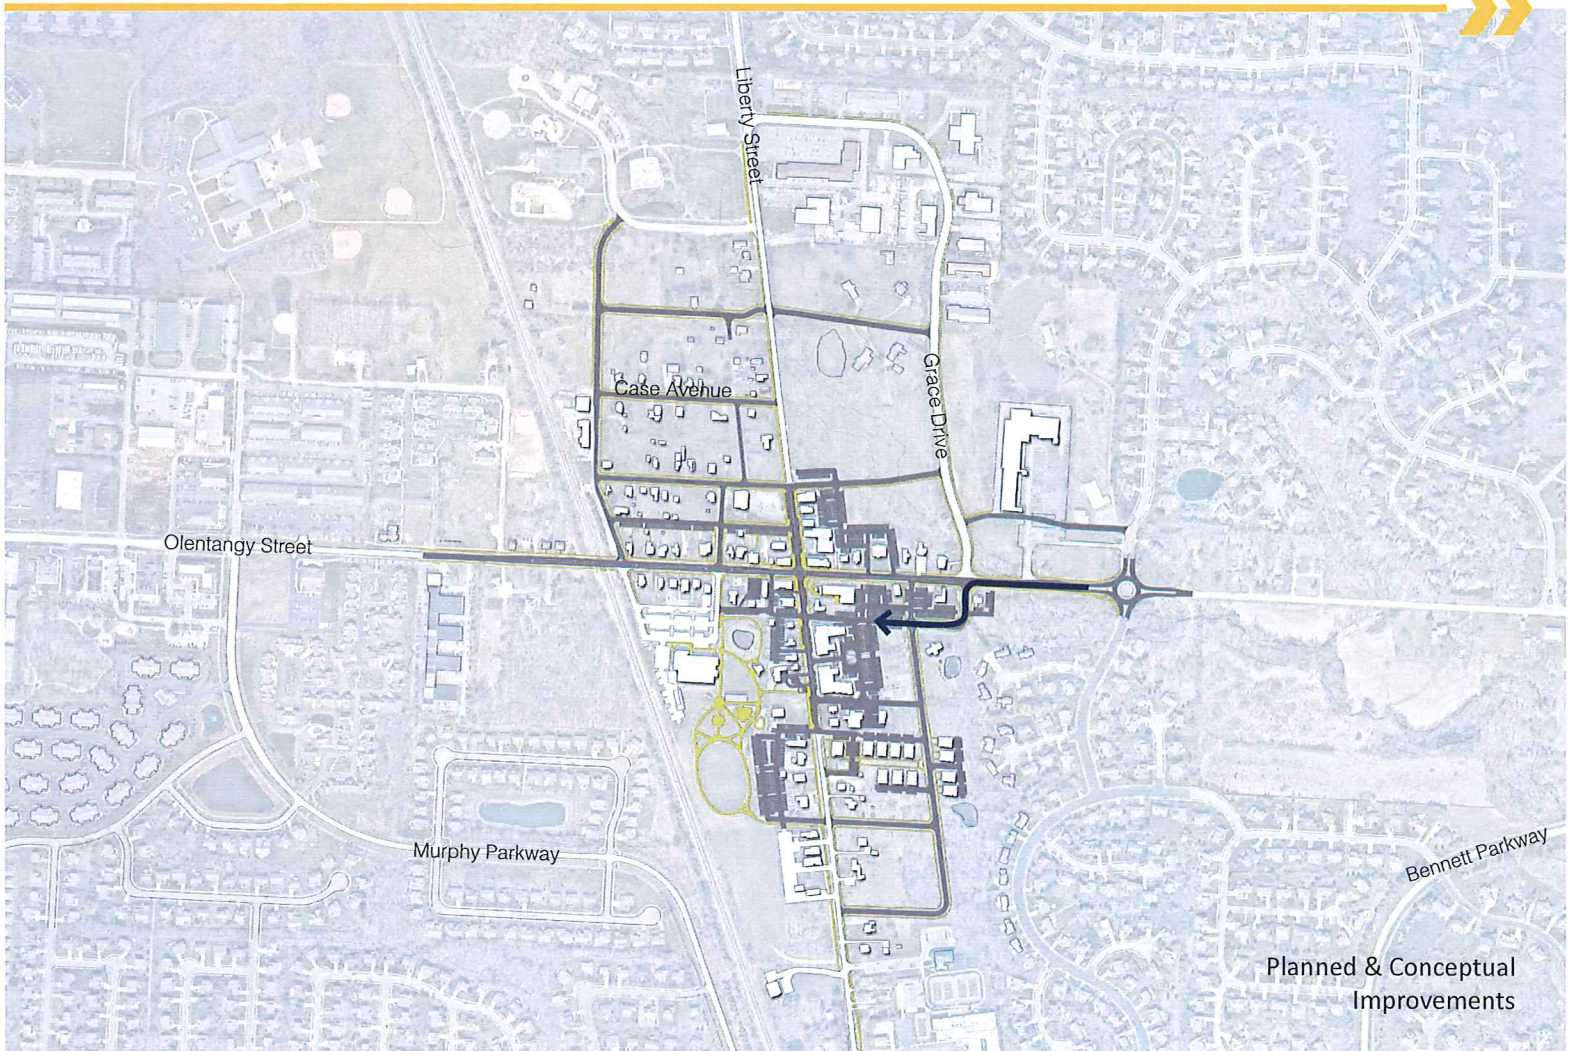 Liberty Street
Grace Drive
Case Avenue
Olentangy Street
Murphy Parkway
Bennett Parkway
Planned & Conceptual
Improvements